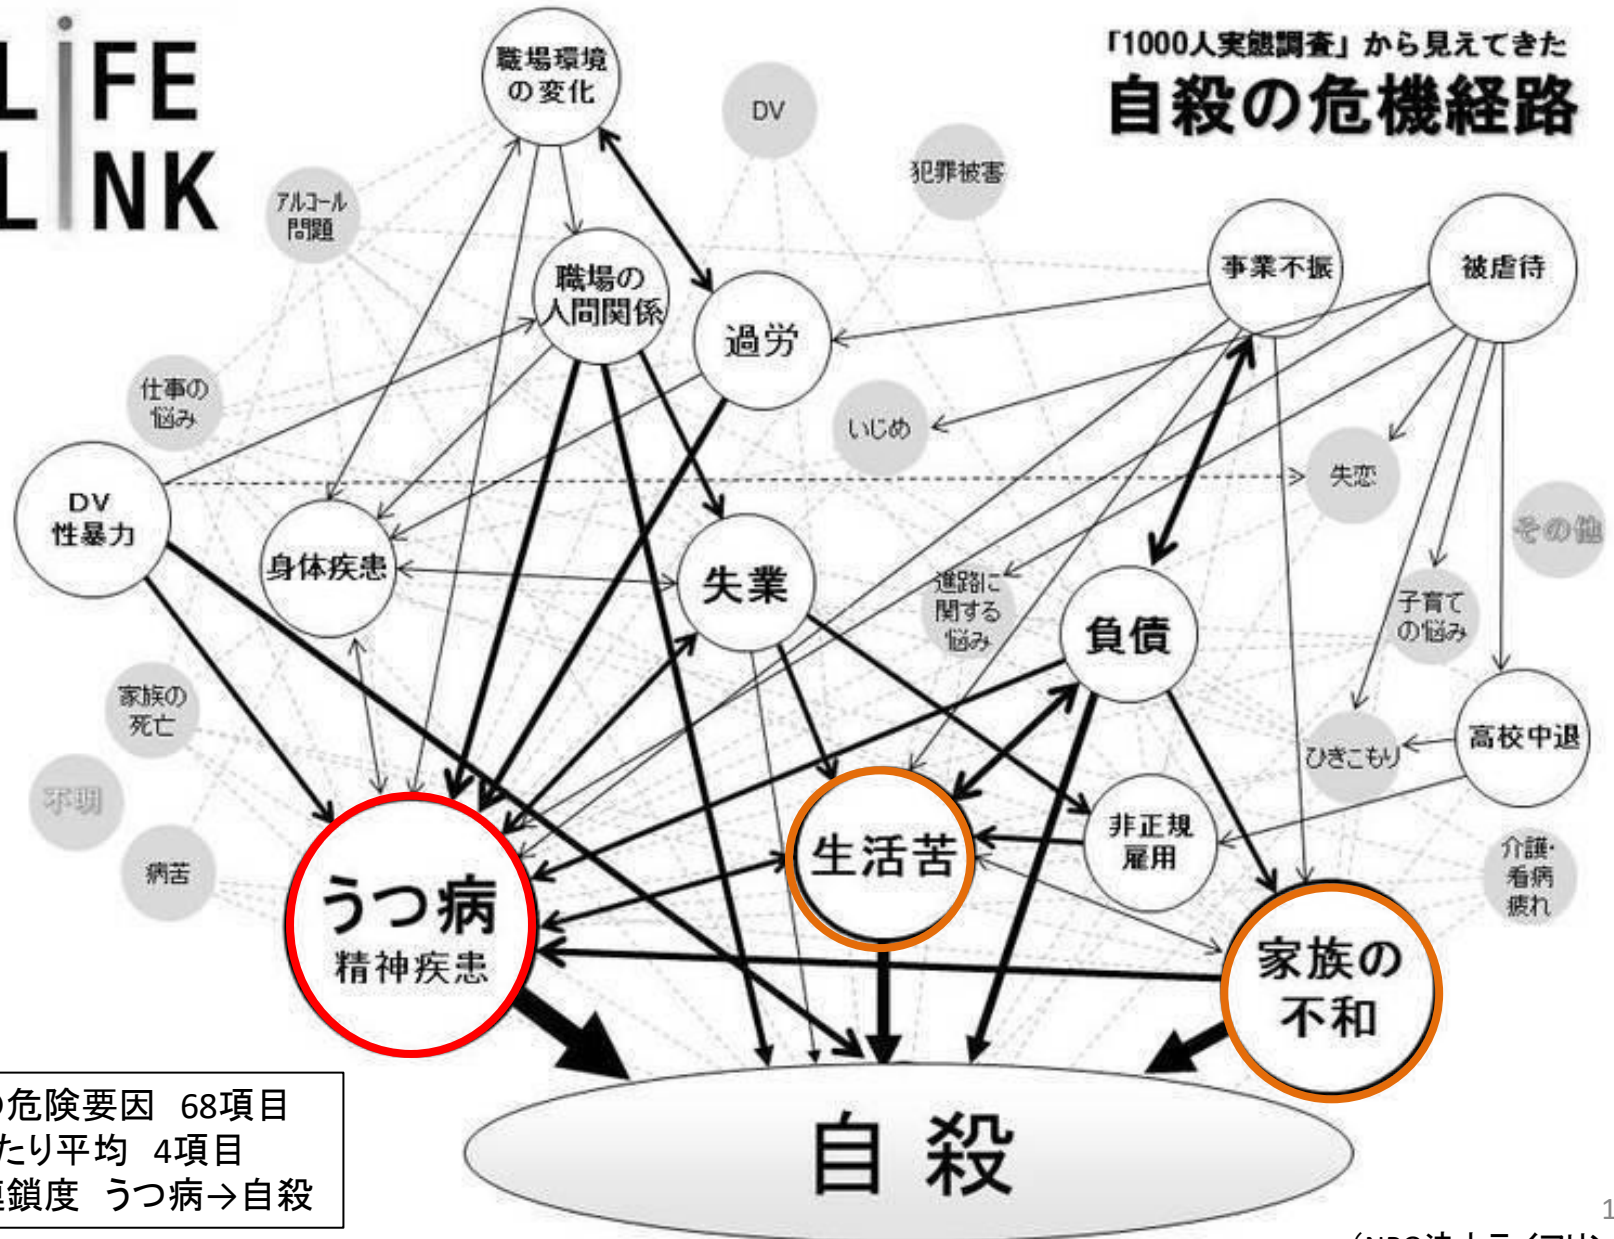 LiFE
LiNK
「1000人実態調査」から見えてきた
自殺の危機経路
職場環境
の変化
DV
犯罪被害
アルコール
問題
職場の
人間関係
過労
事業不振
被虐待
仕事の
悩み
いじめ
失恋
DV
性暴力
身体疾患
失業
進路に
関する
悩み
負債
子育て
の悩み
その他
家族の
死亡
ひきこもり
高校中退
不明
病苦
うつ病
精神疾患
生活苦
非正規
雇用
介護・
看病
疲れ
家族の
不和
自殺
の危険要因 68項目
たり平均 4項目
連鎖度 うつ病→自殺
1